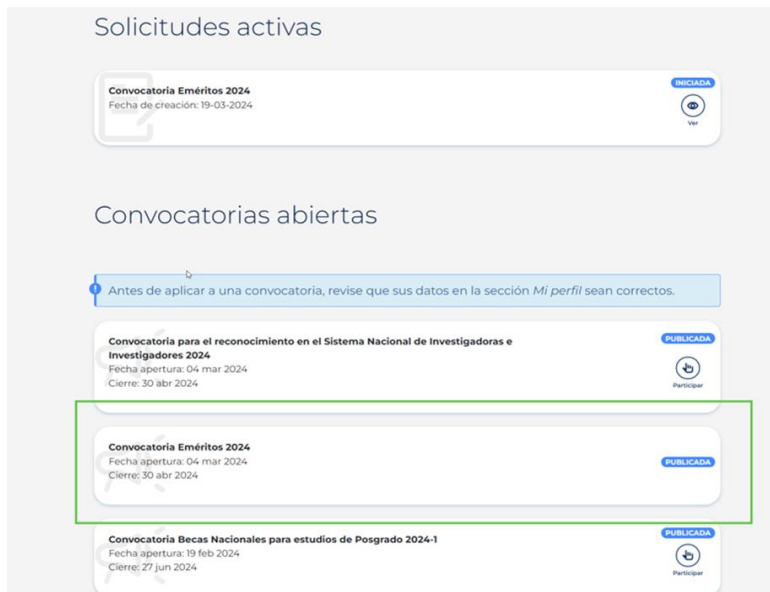 Solicitudes activas
Convocatoria Eméritos 2024
Fecha de creación: 19-03-2024
INICIADA
Ver
Convocatorias abiertas
Antes de aplicar a una convocatoria, revise que sus datos en la sección Mi perfil sean correctos.
Convocatoria para el reconocimiento en el Sistema Nacional de Investigadoras e
Investigadores 2024
Fecha apertura: 04 mar 2024
Cierre: 30 abr 2024
PUBLICADA
Participar
Convocatoria Eméritos 2024
Fecha apertura: 04 mar 2024
Cierre: 30 abr 2024
PUBLICADA
Convocatoria Becas Nacionales para estudios de Posgrado 2024-1
Fecha apertura: 19 feb 2024
Cierre: 27 jun 2024
PUBLICADA
Participar